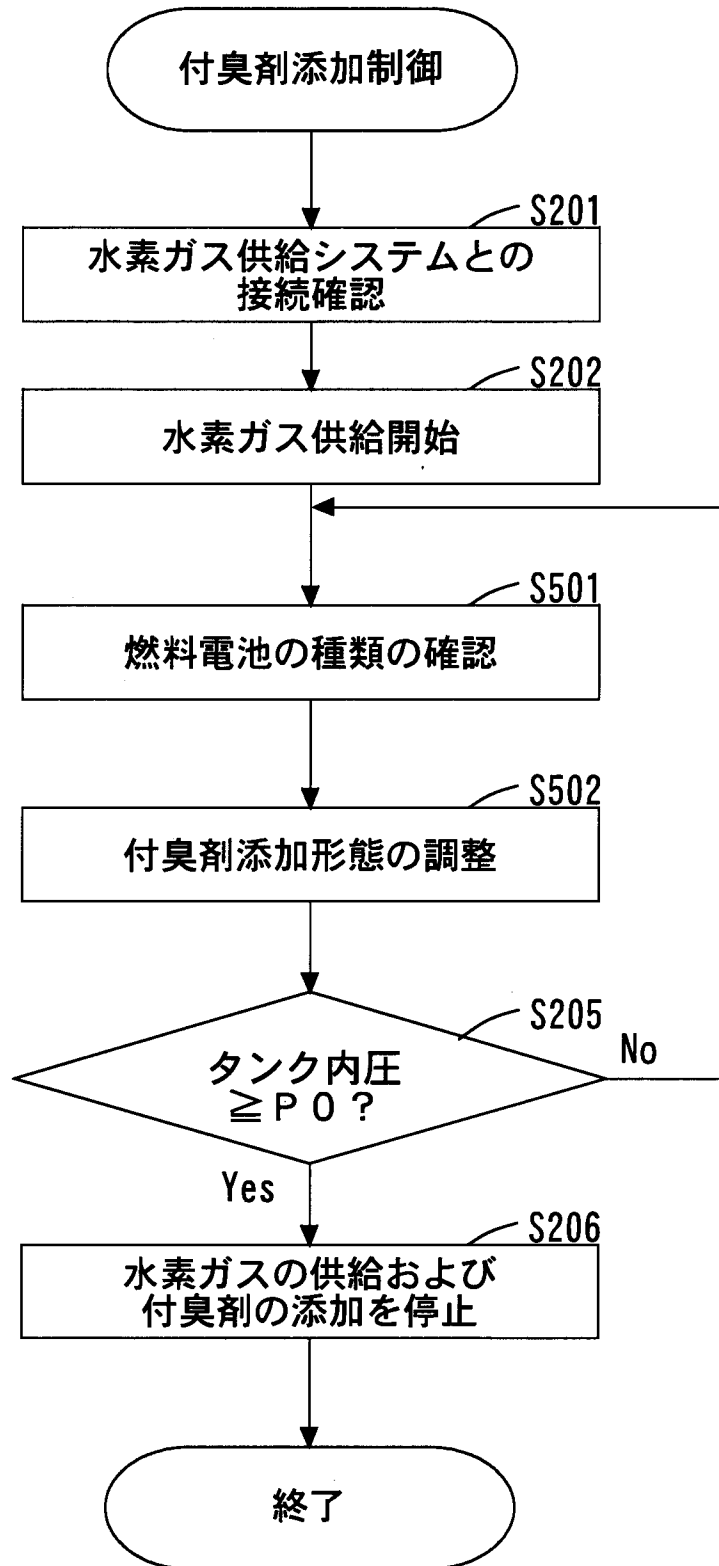 付臭剤添加制御
S201
水素ガス供給システムとの
接続確認
S202
水素ガス供給開始
S501
燃料電池の種類の確認
S502
付臭剤添加形態の調整
S205
タンク内圧
≧P0?
No
Yes
S206
水素ガスの供給および
付臭剤の添加を停止
終了